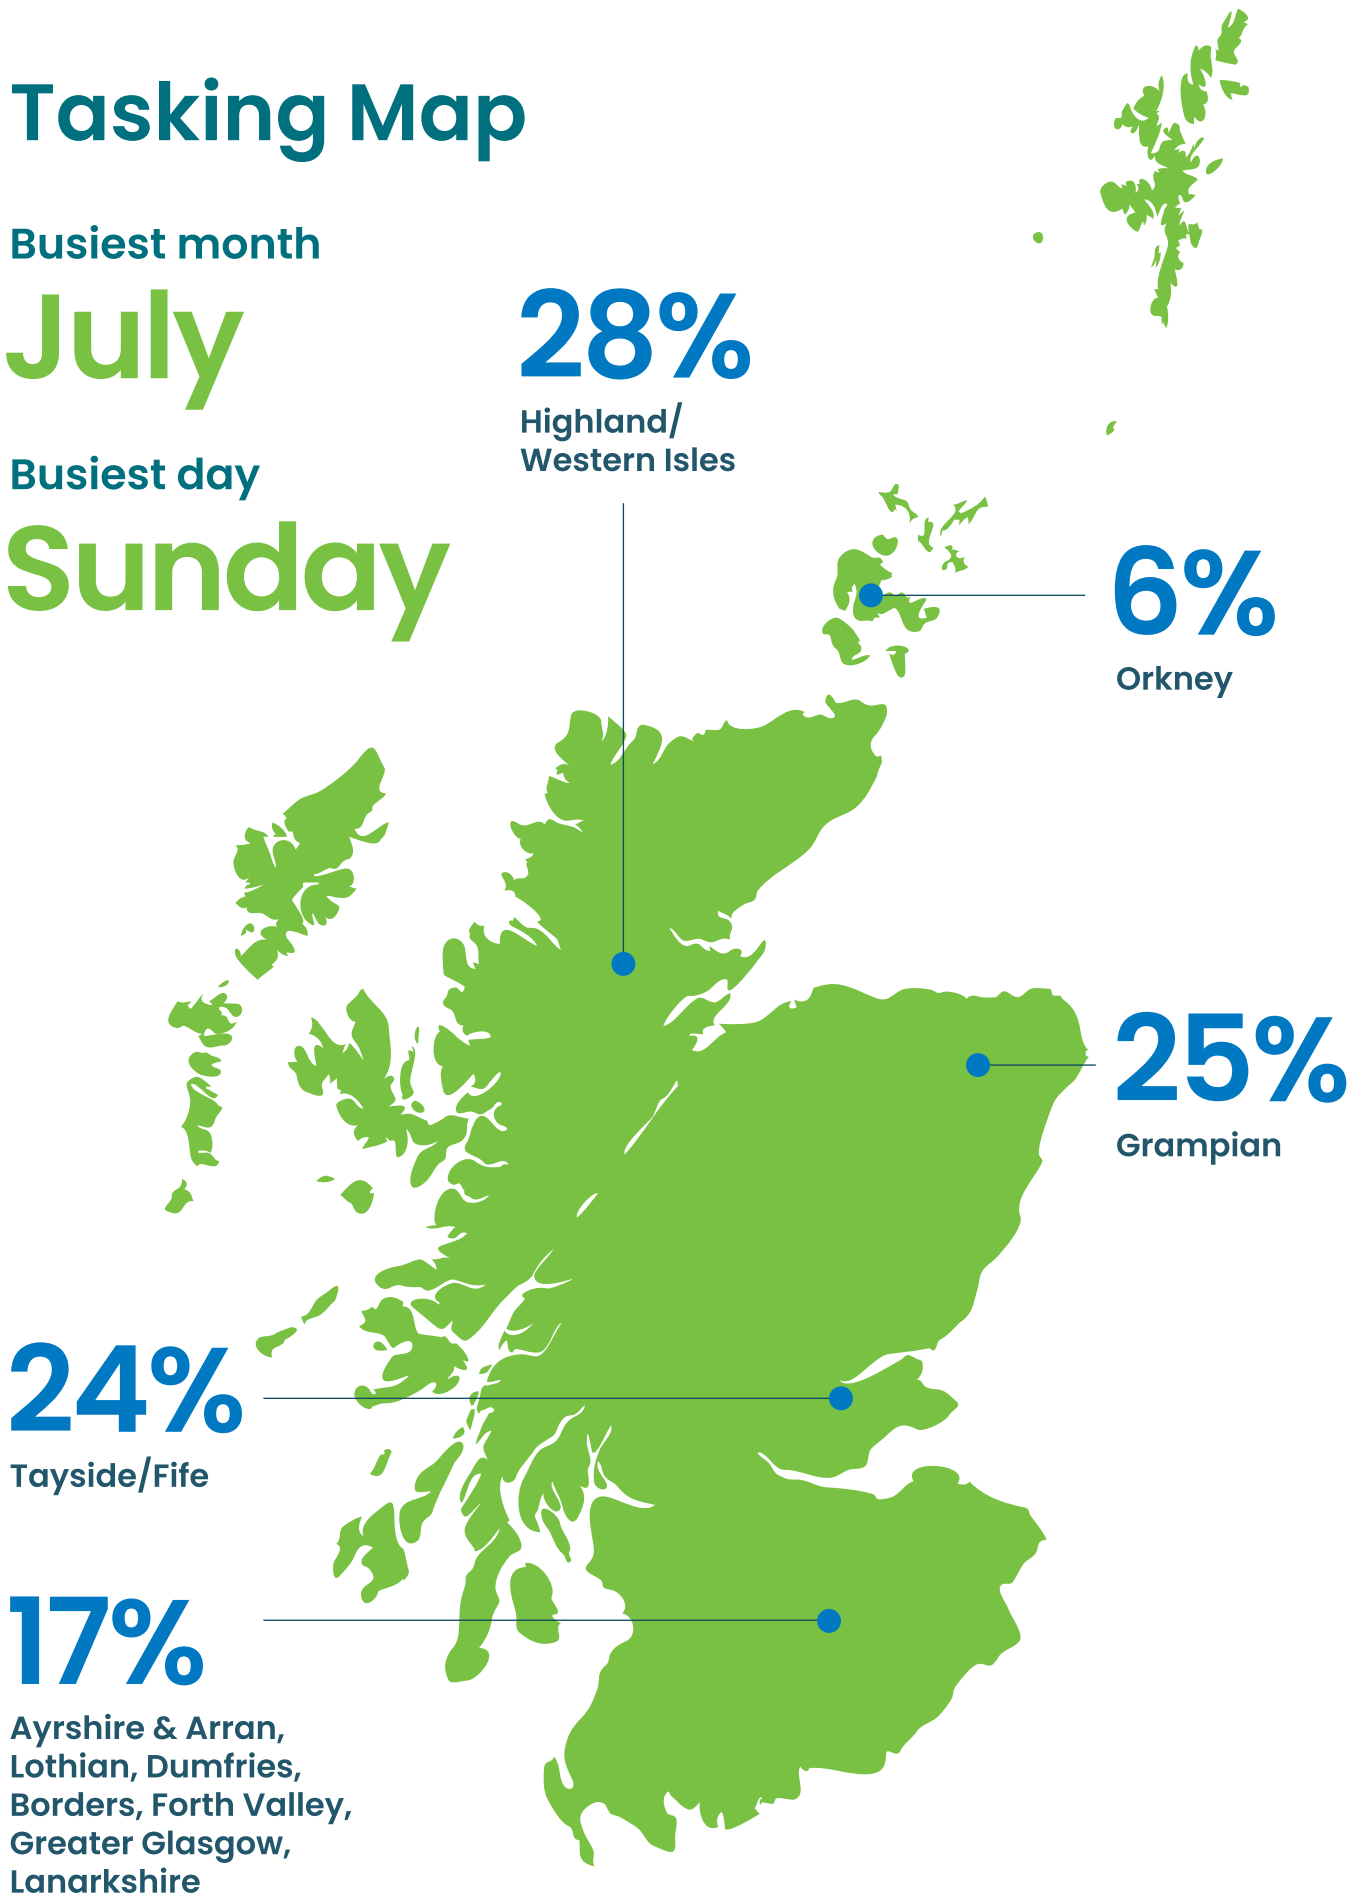 Tasking Map
Busiest month
July
Busiest day
Sunday
28%
Highland/
Western Isles
6%
Orkney
25%
Grampian
24%
Tayside/Fife
17%
Ayrshire & Arran,
Lothian, Dumfries,
Borders, Forth Valley,
Greater Glasgow,
Lanarkshire